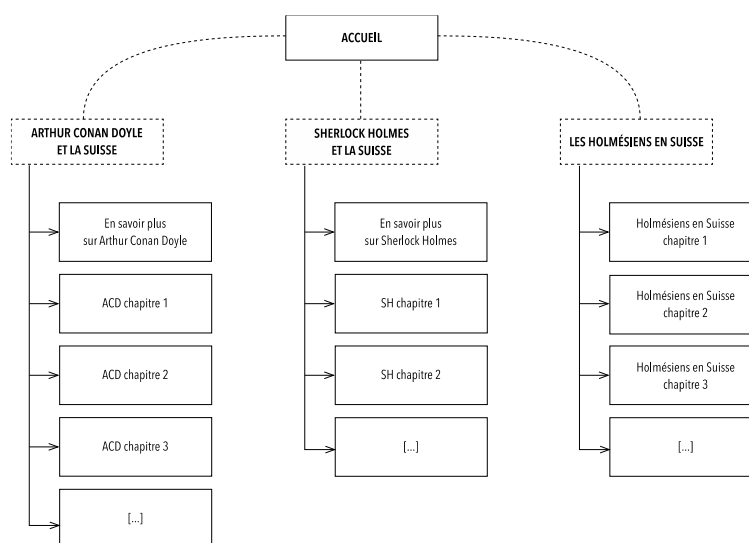 ACCUEIL
ARTHUR CONAN DOYLE
ET LA SUISSE
En savoir plus
sur Arthur Conan Doyle
ACD chapitre 1
ACD chapitre 2
ACD chapitre 3
[...]
SHERLOCK HOLMES
ET LA SUISSE
En savoir plus
sur Sherlock Holmes
SH chapitre 1
SH chapitre 2
[...]
LES HOLMÉSIENS EN SUISSE
Holmésiens en Suisse
chapitre 1
Holmésiens en Suisse
chapitre 2
Holmésiens en Suisse
chapitre 3
[...]